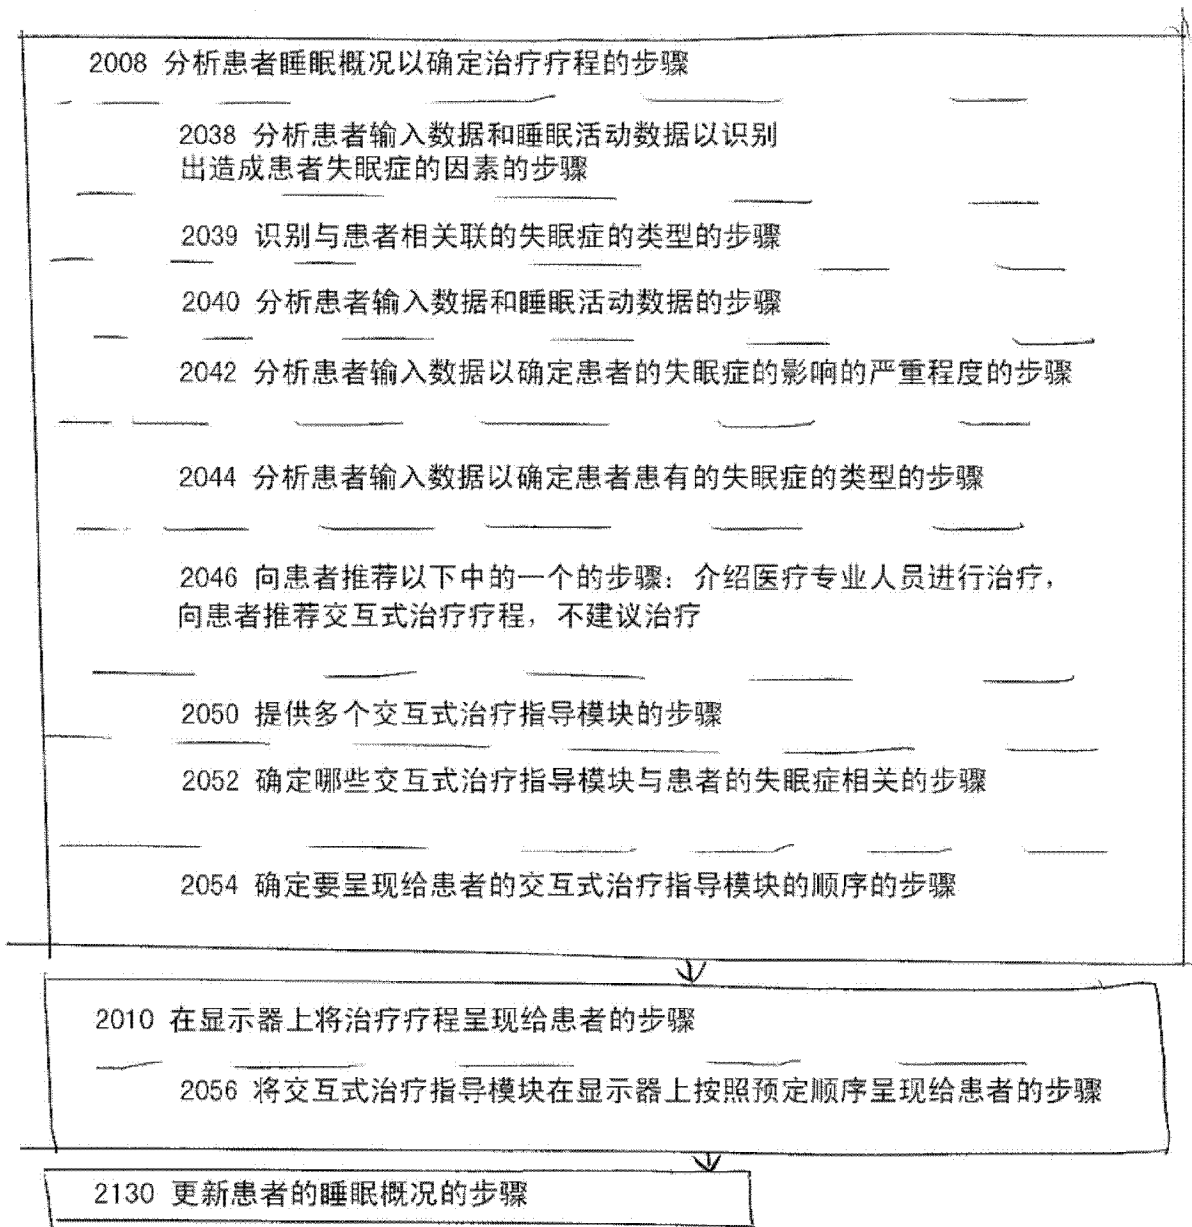 2008 分析患者睡眠概况以确定治疗疗程的步骤
2038 分析患者输入数据和睡眠活动数据以识别
出造成患者失眠症的因素的步骤
2039 识别与患者相关联的失眠症的类型的步骤
2040 分析患者输入数据和睡眠活动数据的步骤
2042 分析患者输入数据以确定患者的失眠症的影响的严重程度的步骤
2044 分析患者输入数据以确定患者患有的失眠症的类型的步骤
2046 向患者推荐以下中的一个的步骤：介绍医疗专业人员进行治疗，
向患者推荐交互式治疗疗程，不建议治疗
2050 提供多个交互式治疗指导模块的步骤
2052 确定哪些交互式治疗指导模块与患者的失眠症相关的步骤
2054 确定要呈现给患者的交互式治疗指导模块的顺序的步骤
2010 在显示器上将治疗疗程呈现给患者的步骤
2056 将交互式治疗指导模块在显示器上按照预定顺序呈现给患者的步骤
2130 更新患者的睡眠概况的步骤